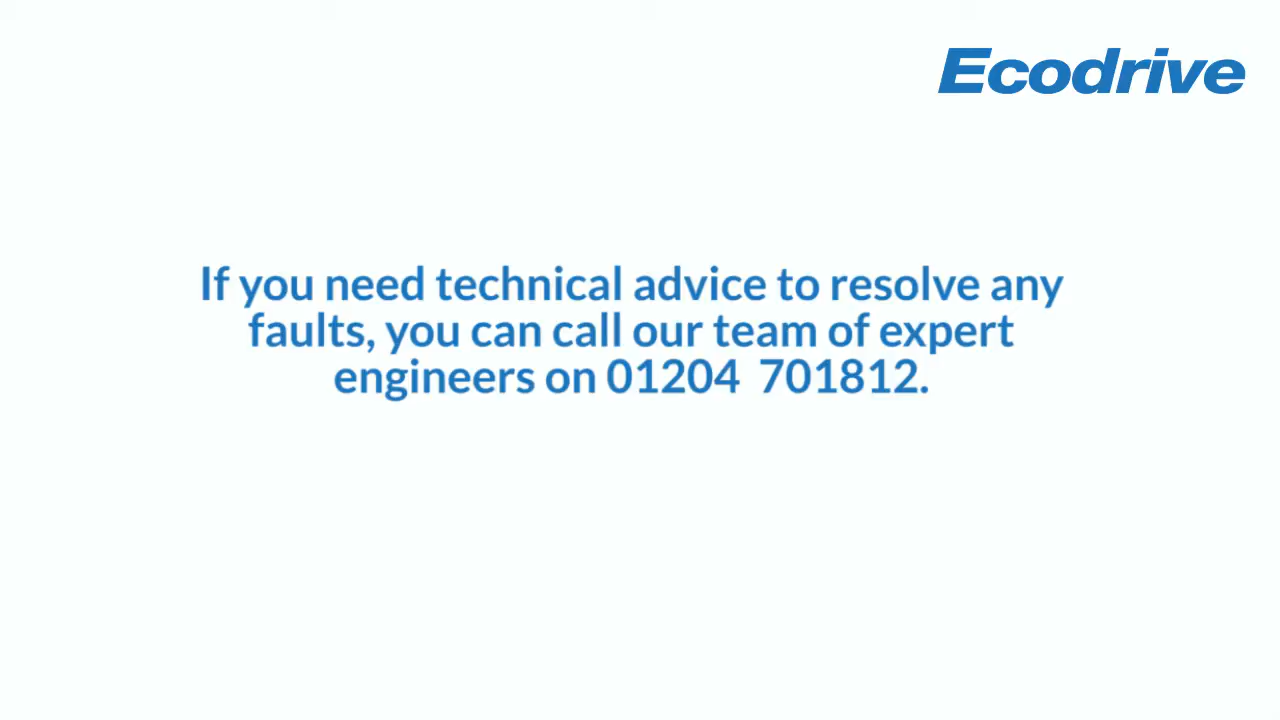 Ecodrive
If you need technical advice to resolve any
faults, you can call our team of expert
engineers on 01204  701812.